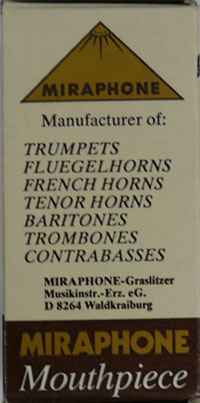 MIRAPHONE
Manufacturer of:
TRUMPETS
FLUEGELHORNS
FRENCH HORNS
TENOR HORNS
BARITONES
TROMBONES
CONTRABASSES
MIRAPHONE-Graslitzer
Musikinstr.-Erz. eG.
D 8264 Waldkraiburg
MIRAPHONE
Mouthpiece